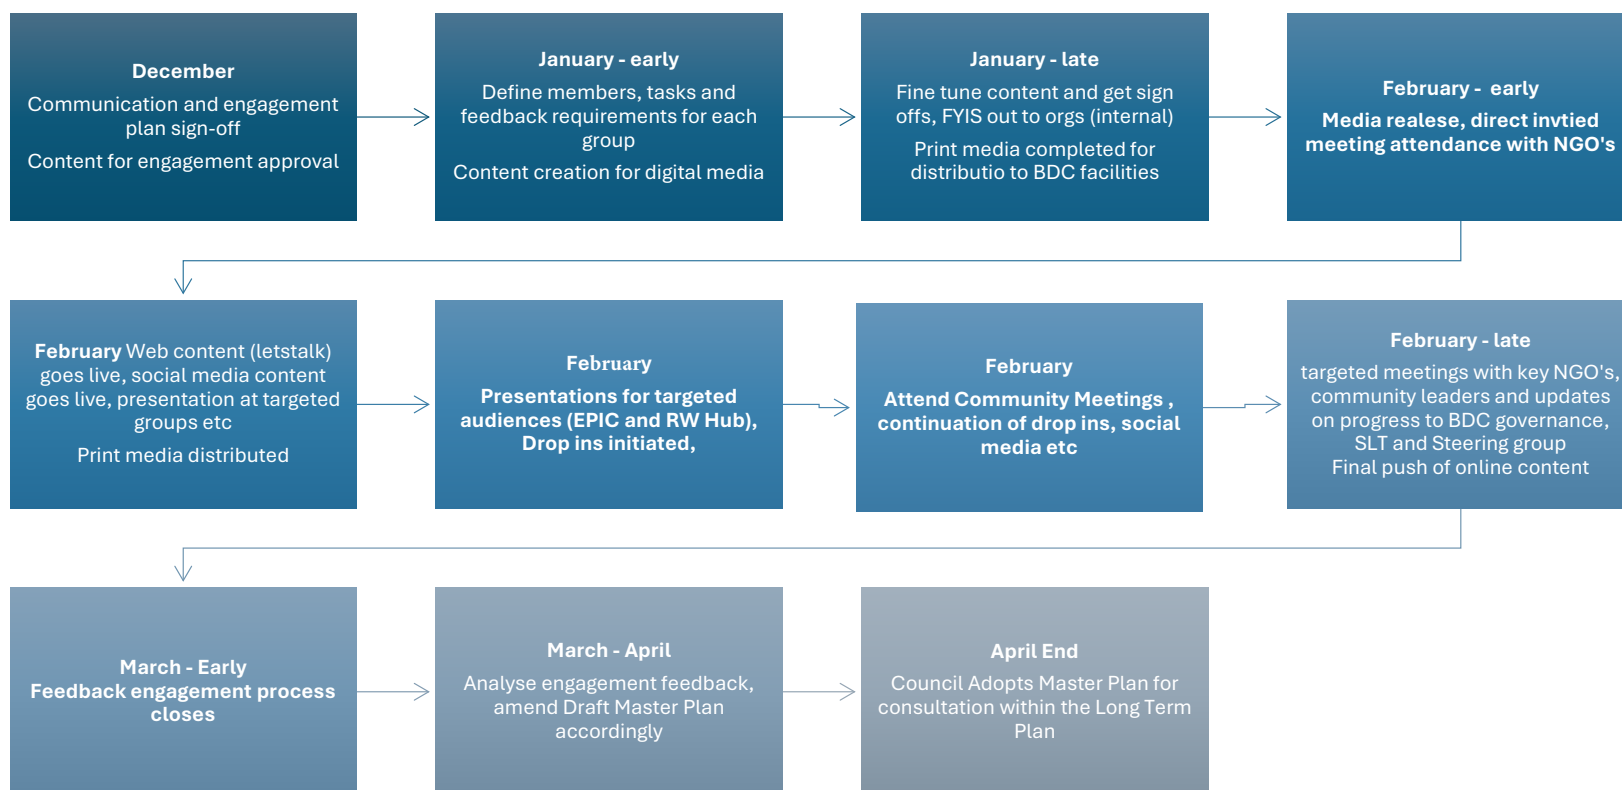 December
Communication and engagement
plan sign-off
Content for engagement approval
January - early
Define members, tasks and
feedback requirements for each
group
Content creation for digital media
January - late
Fine tune content and get sign
offs, FYIS out to orgs (internal)
Print media completed for
distributio to BDC facilities
February -  early
Media realese, direct invtied
meeting attendance with NGO's
February Web content (letstalk)
goes live, social media content
goes live, presentation at targeted
groups etc
Print media distributed
February
Presentations for targeted
audiences (EPIC and RW Hub),
Drop ins initiated,
February
Attend Community Meetings ,
continuation of drop ins, social
media etc
February - late
targeted meetings with key NGO's,
community leaders and updates
on progress to BDC governance,
SLT and Steering group
Final push of online content
March - Early
Feedback engagement process
closes
March - April
Analyse engagement feedback,
amend Draft Master Plan
accordingly
April End
Council Adopts Master Plan for
consultation within the Long Term
Plan